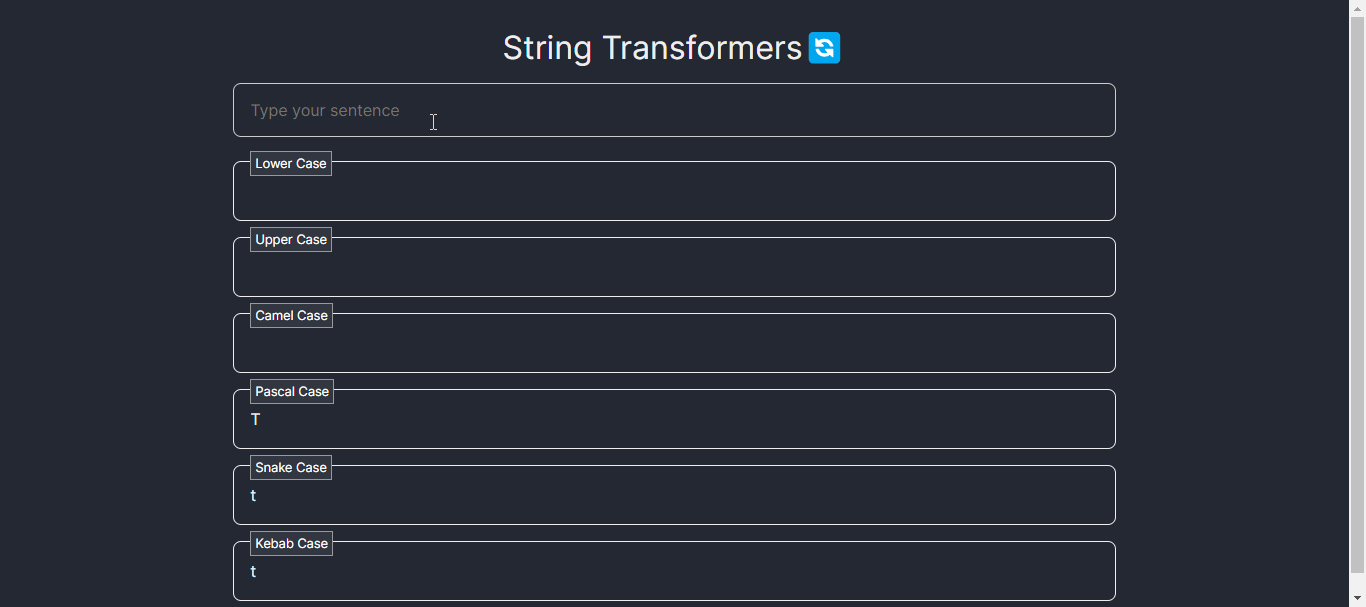 String Transformers
Type your sentence
Lower Case
Upper Case
Camel Case
Pascal Case
T
Snake Case
t
Kebab Case
t